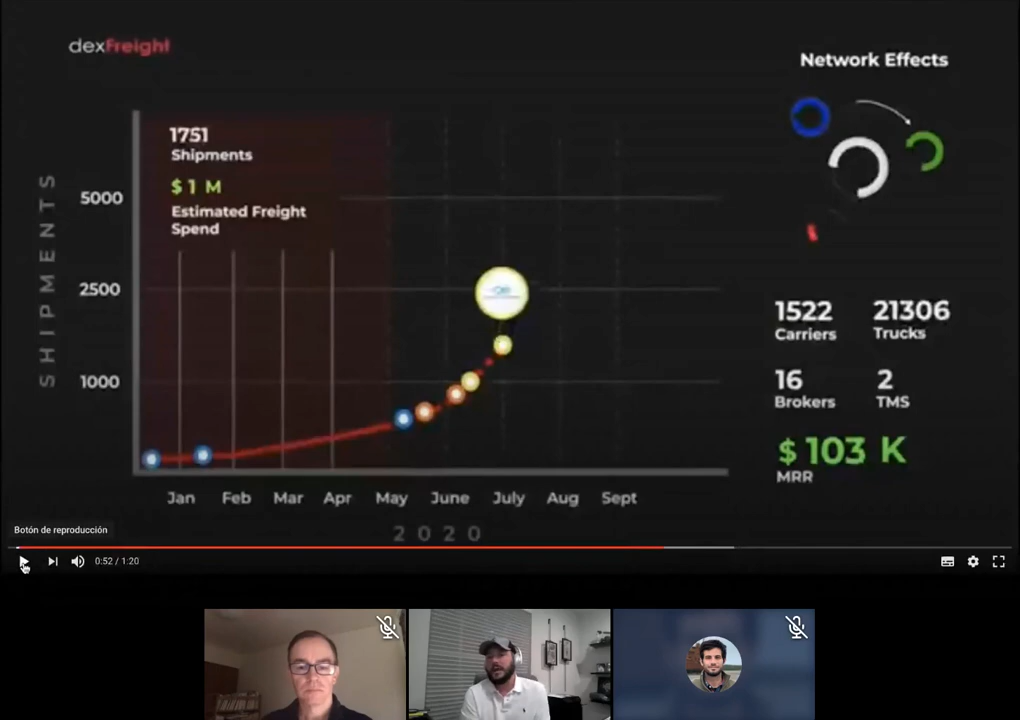 dexFreight
Network Effects
1751
Shipments
$ 1 M
Estimated Freight
Spend
SHIPMENTS
5000
2500
1000
1522
Carriers
21306
Trucks
16
Brokers
2
TMS
$ 103 K
MRR
Jan Feb Mar Apr May June July Aug Sept
2020
Botón de reproducción
0:52 / 1:20